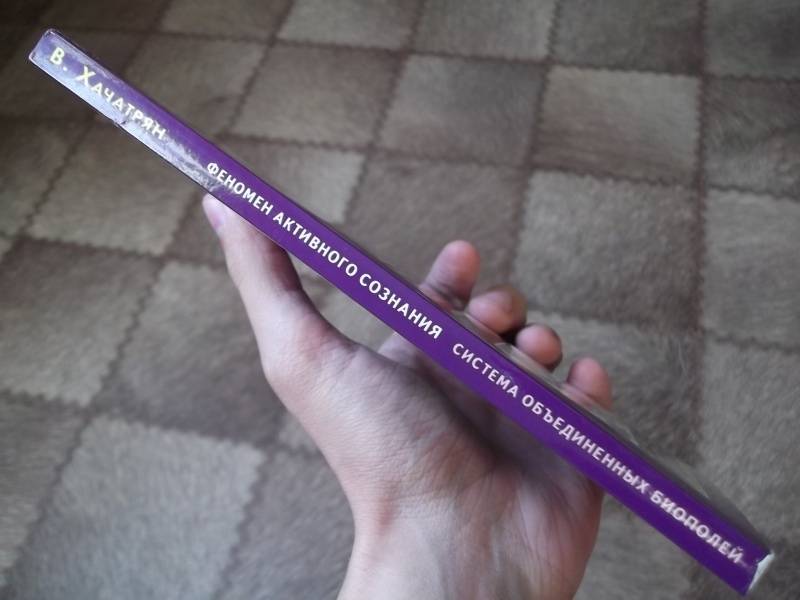 В. Хачатрян ФЕНОМЕН АКТИВНОГО СОЗНАНИЯ СИСТЕМА ОБЪЕДИНЕННЫХ БИОПОЛЕЙ